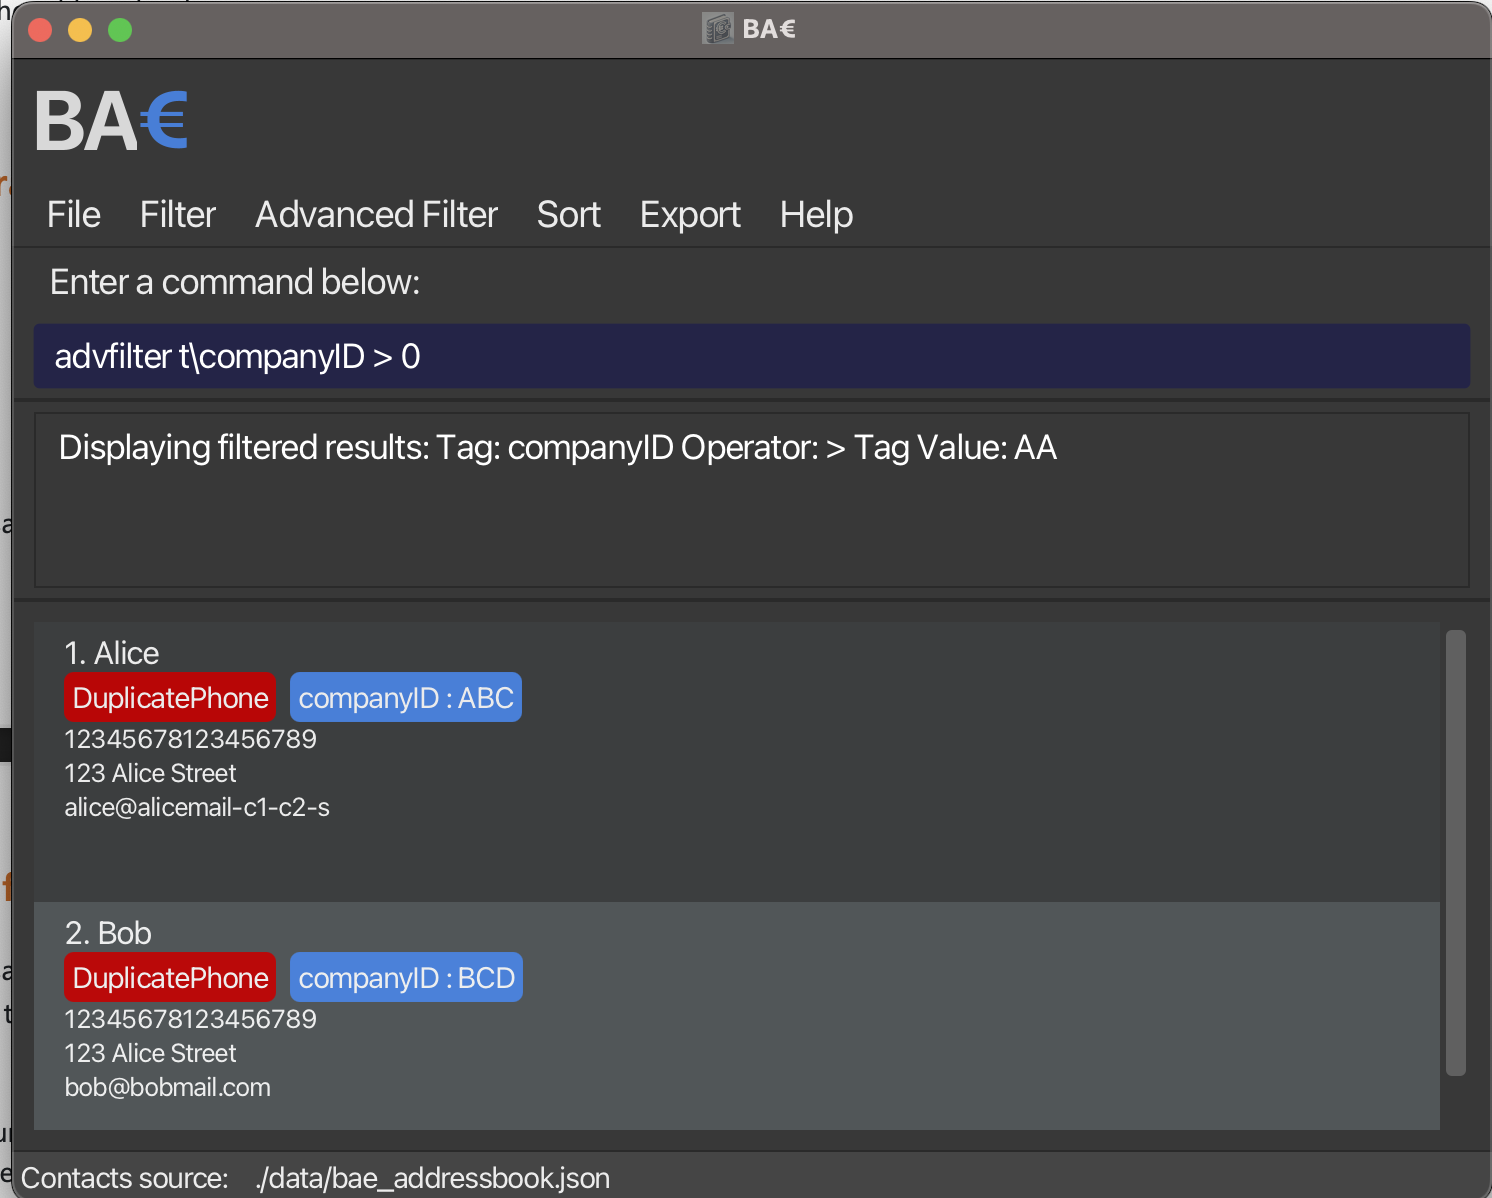 BA€
BA€
File Filter Advanced Filter Sort Export Help
Enter a command below:
advfilter t\companyID > 0
Displaying filtered results: Tag: companyID Operator: > Tag Value: AA
1. Alice
DuplicatePhone companyID : ABC
12345678123456789
123 Alice Street
alice@alicemail-c1-c2-s
2. Bob
DuplicatePhone companyID : BCD
12345678123456789
123 Alice Street
bob@bobmail.com
Contacts source: ./data/bae_addressbook.json